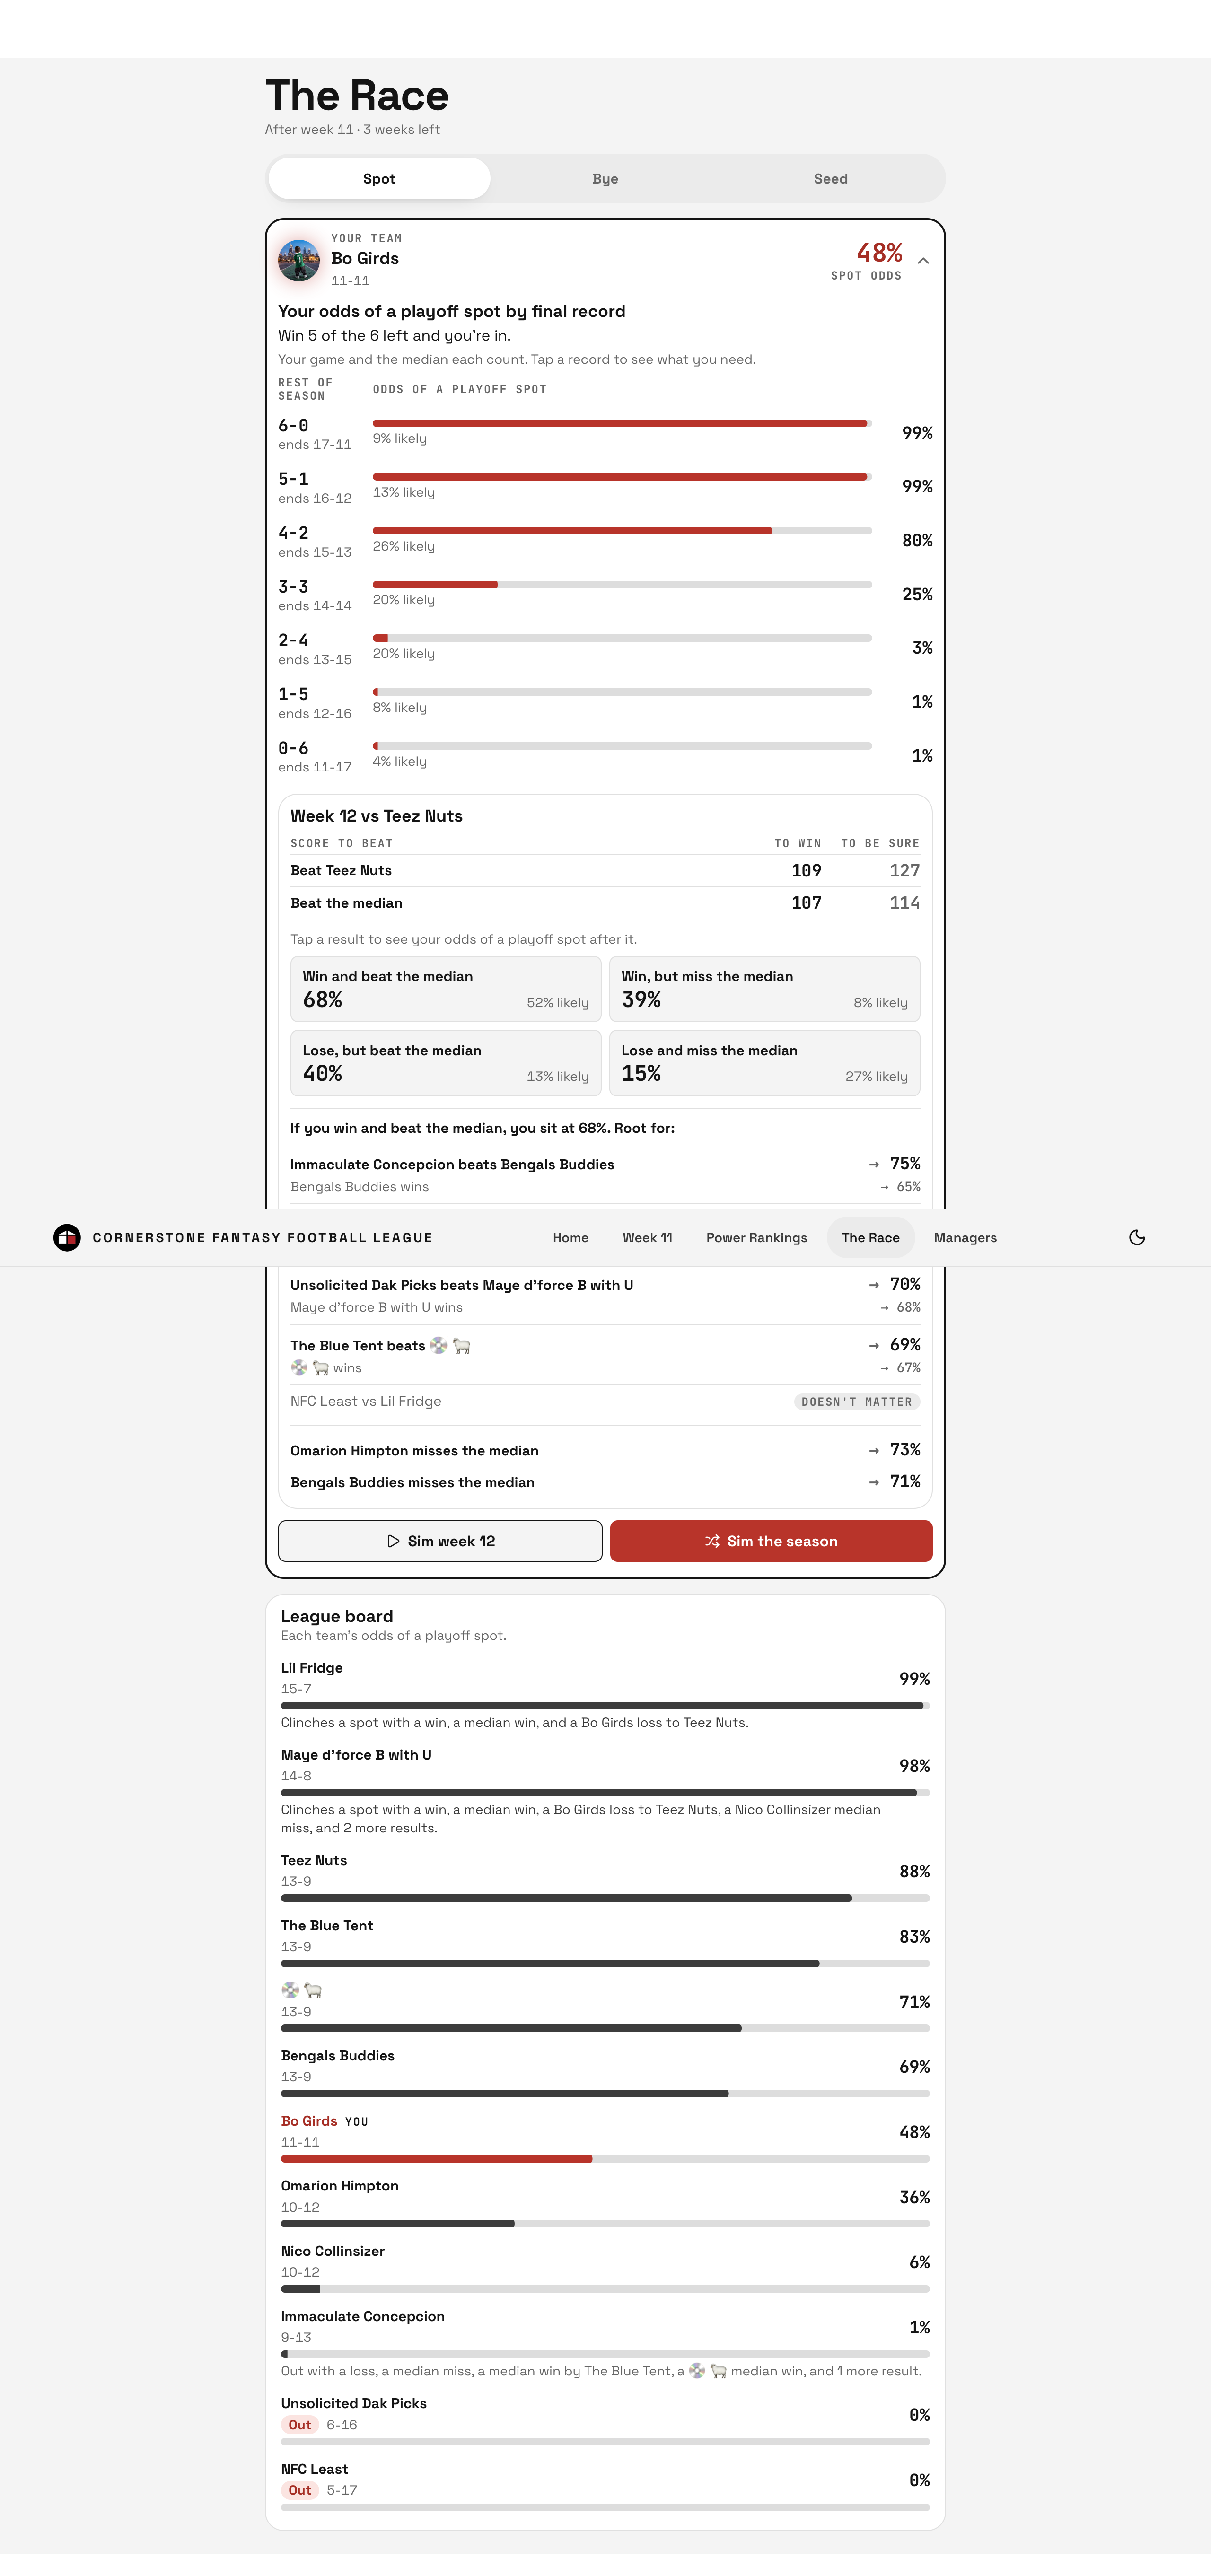 The Race
After week 11 · 3 weeks left
Spot
Bye
Seed
YOUR TEAM
Bo Girds
11-11
48%
SPOT ODDS
Your odds of a playoff spot by final record
Win 5 of the 6 left and you're in.
Your game and the median each count. Tap a record to see what you need.
REST OF SEASON
ODDS OF A PLAYOFF SPOT
6-0
ends 17-11
9% likely
99%
5-1
ends 16-12
13% likely
99%
4-2
ends 15-13
26% likely
80%
3-3
ends 14-14
20% likely
25%
2-4
ends 13-15
20% likely
3%
1-5
ends 12-16
8% likely
1%
0-6
ends 11-17
4% likely
1%
Week 12 vs Teez Nuts
SCORE TO BEAT TO WIN TO BE SURE
Beat Teez Nuts 109 127
Beat the median 107 114
Tap a result to see your odds of a playoff spot after it.
Win and beat the median
68% 52% likely
Win, but miss the median
39% 8% likely
Lose, but beat the median
40% 13% likely
Lose and miss the median
15% 27% likely
If you win and beat the median, you sit at 68%. Root for:
Immaculate Concepcion beats Bengals Buddies → 75%
Bengals Buddies wins → 65%
CORNERSTONE FANTASY FOOTBALL LEAGUE
Home
Week 11
Power Rankings
The Race
Managers
Unsolicited Dak Picks beats Maye d'force B with U → 70%
Maye d'force B with U wins → 68%
The Blue Tent beats 💿 🐑 → 69%
💿 🐑 wins → 67%
NFC Least vs Lil Fridge DOESN'T MATTER
Omarion Himpton misses the median → 73%
Bengals Buddies misses the median → 71%
Sim week 12
Sim the season
League board
Each team's odds of a playoff spot.
Lil Fridge
15-7
99%
Clinches a spot with a win, a median win, and a Bo Girds loss to Teez Nuts.
Maye d'force B with U
14-8
98%
Clinches a spot with a win, a median win, a Bo Girds loss to Teez Nuts, a Nico Collinsizer median
miss, and 2 more results.
Teez Nuts
13-9
88%
The Blue Tent
13-9
83%
💿 🐑
13-9
71%
Bengals Buddies
13-9
69%
Bo Girds YOU
11-11
48%
Omarion Himpton
10-12
36%
Nico Collinsizer
10-12
6%
Immaculate Concepcion
9-13
1%
Out with a loss, a median miss, a median win by The Blue Tent, a 💿 🐑 median win, and 1 more result.
Unsolicited Dak Picks
Out 6-16
0%
NFC Least
Out 5-17
0%